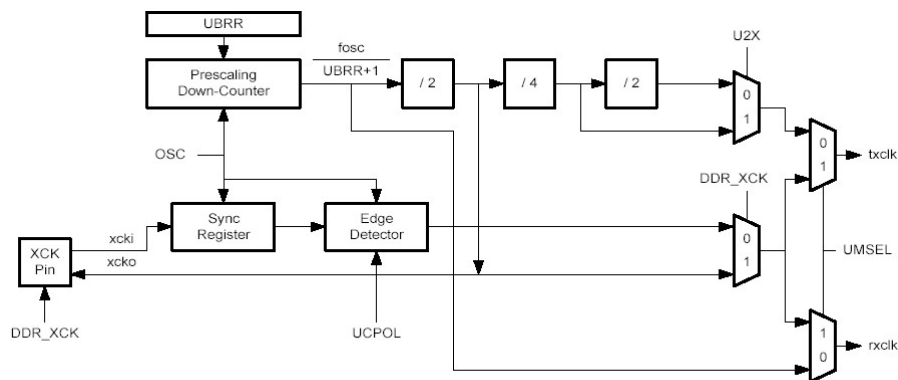 UBRR
U2X
fosc
UBRR+1
Prescaling
Down-Counter
/ 2
/ 4
/ 2
0
1
0
1
OSC
txclk
DDR_XCK
Sync
Register
Edge
Detector
xcki
xcko
XCK
Pin
0
1
UMSEL
DDR_XCK
UCPOL
1
0
rxclk